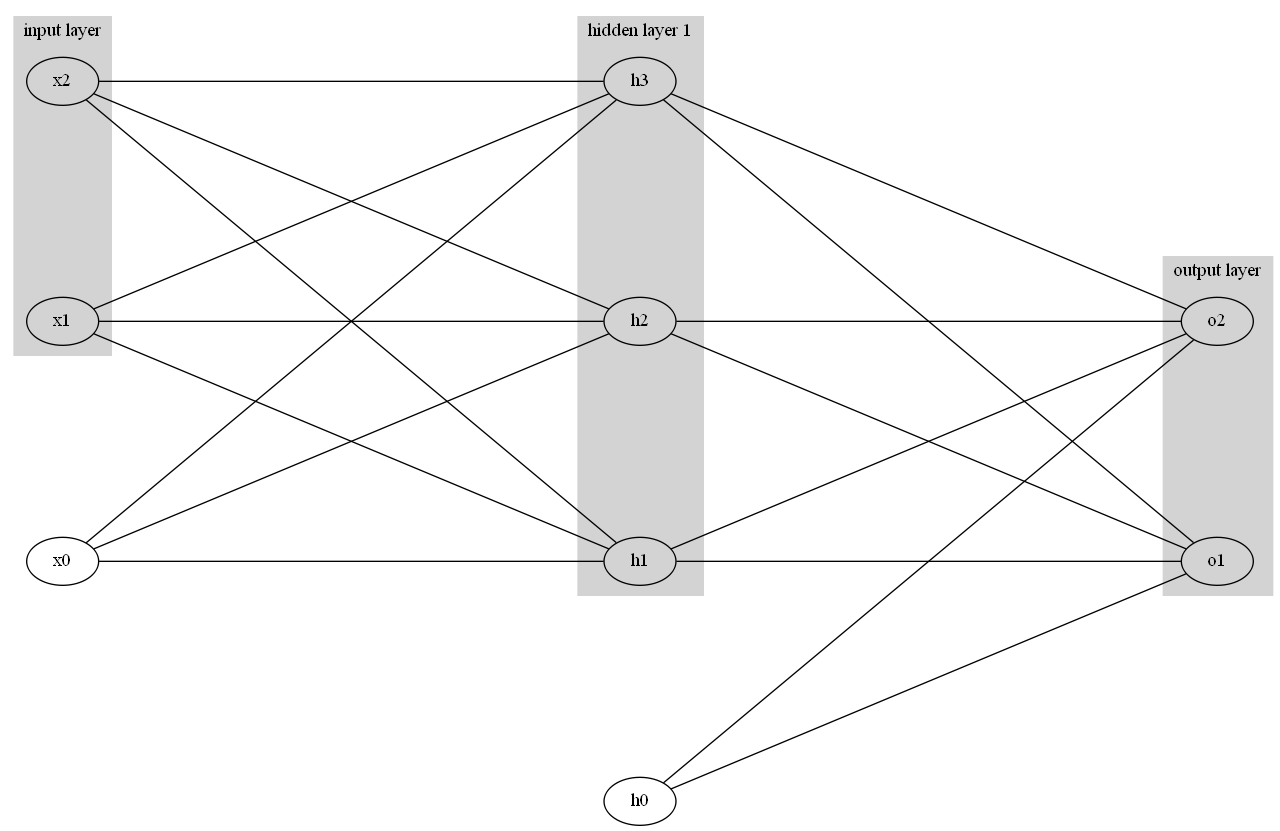 input layer
x2
x1
x0
hidden layer 1
h3
h2
h1
h0
output layer
o2
o1